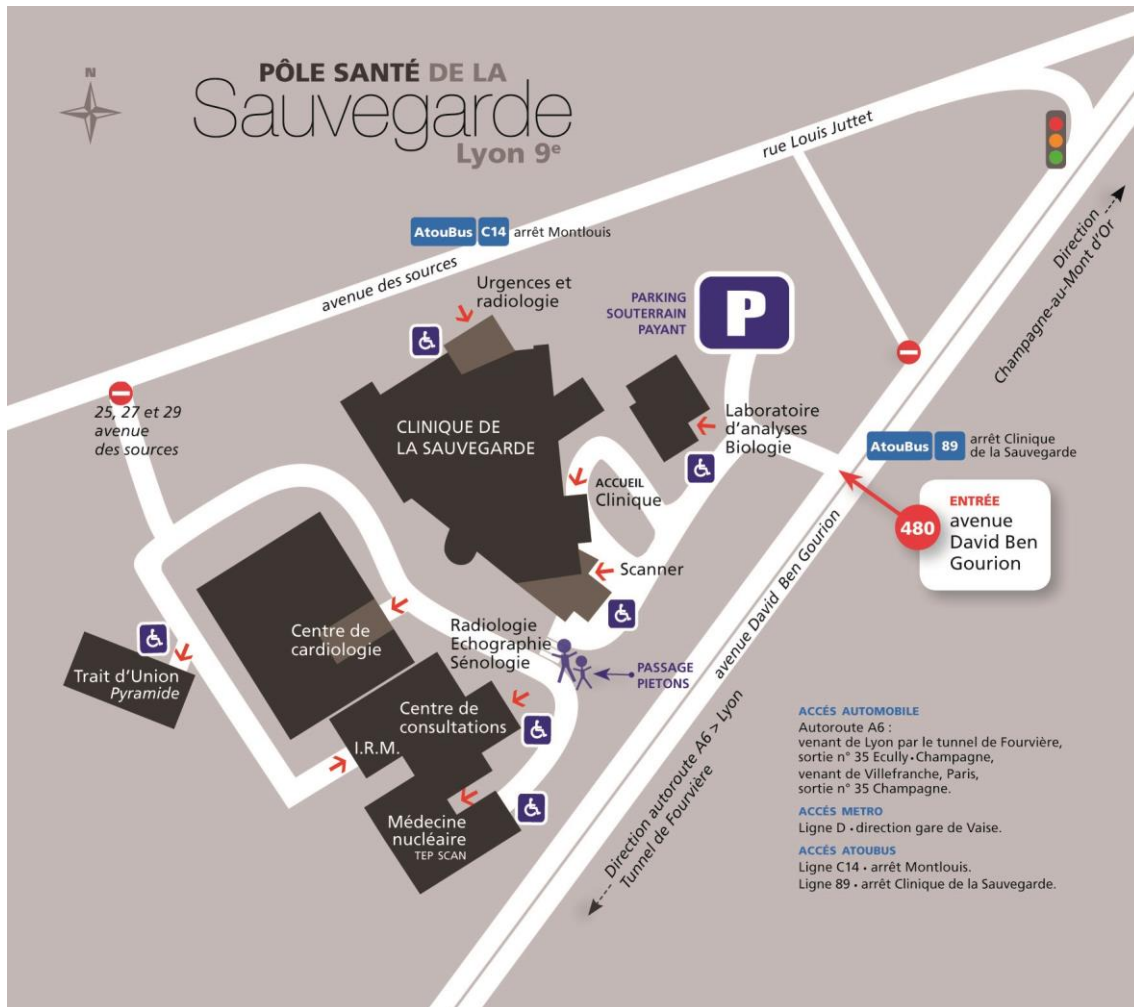 N
PÔLE SANTÉ DE LA
Sauvegarde
Lyon 9e
rue Louis Juttet
AtouBus C14 arrêt Montlouis
avenue des sources
Direction
Champagne-au-Mont d'Or
Urgences et
radiologie
PARKING
SOUTERRAIN
PAYANT
P
25, 27 et 29
avenue
des sources
CLINIQUE DE
LA SAUVEGARDE
Laboratoire
d'analyses
Biologie
AtouBus 89 arrêt Clinique
de la Sauvegarde
ACCUEIL
Clinique
480
ENTRÉE
avenue
David Ben
Gourion
Scanner
avenue David Ben Gourion
Centre de
cardiologie
Radiologie
Echographie
Sénologie
PASSAGE
PIETONS
Trait d'Union
Pyramide
Centre de
consultations
I.R.M.
Médecine
nucléaire
TEP SCAN
Direction autoroute A6 > Lyon
Tunnel de Fourvière
ACCÉS AUTOMOBILE
Autoroute A6 :
venant de Lyon par le tunnel de Fourvière,
sortie n° 35 Ecully • Champagne,
venant de Villefranche, Paris,
sortie n° 35 Champagne.
ACCÉS METRO
Ligne D • direction gare de Vaise.
ACCÉS ATOUBUS
Ligne C14 • arrêt Montlouis.
Ligne 89 • arrêt Clinique de la Sauvegarde.